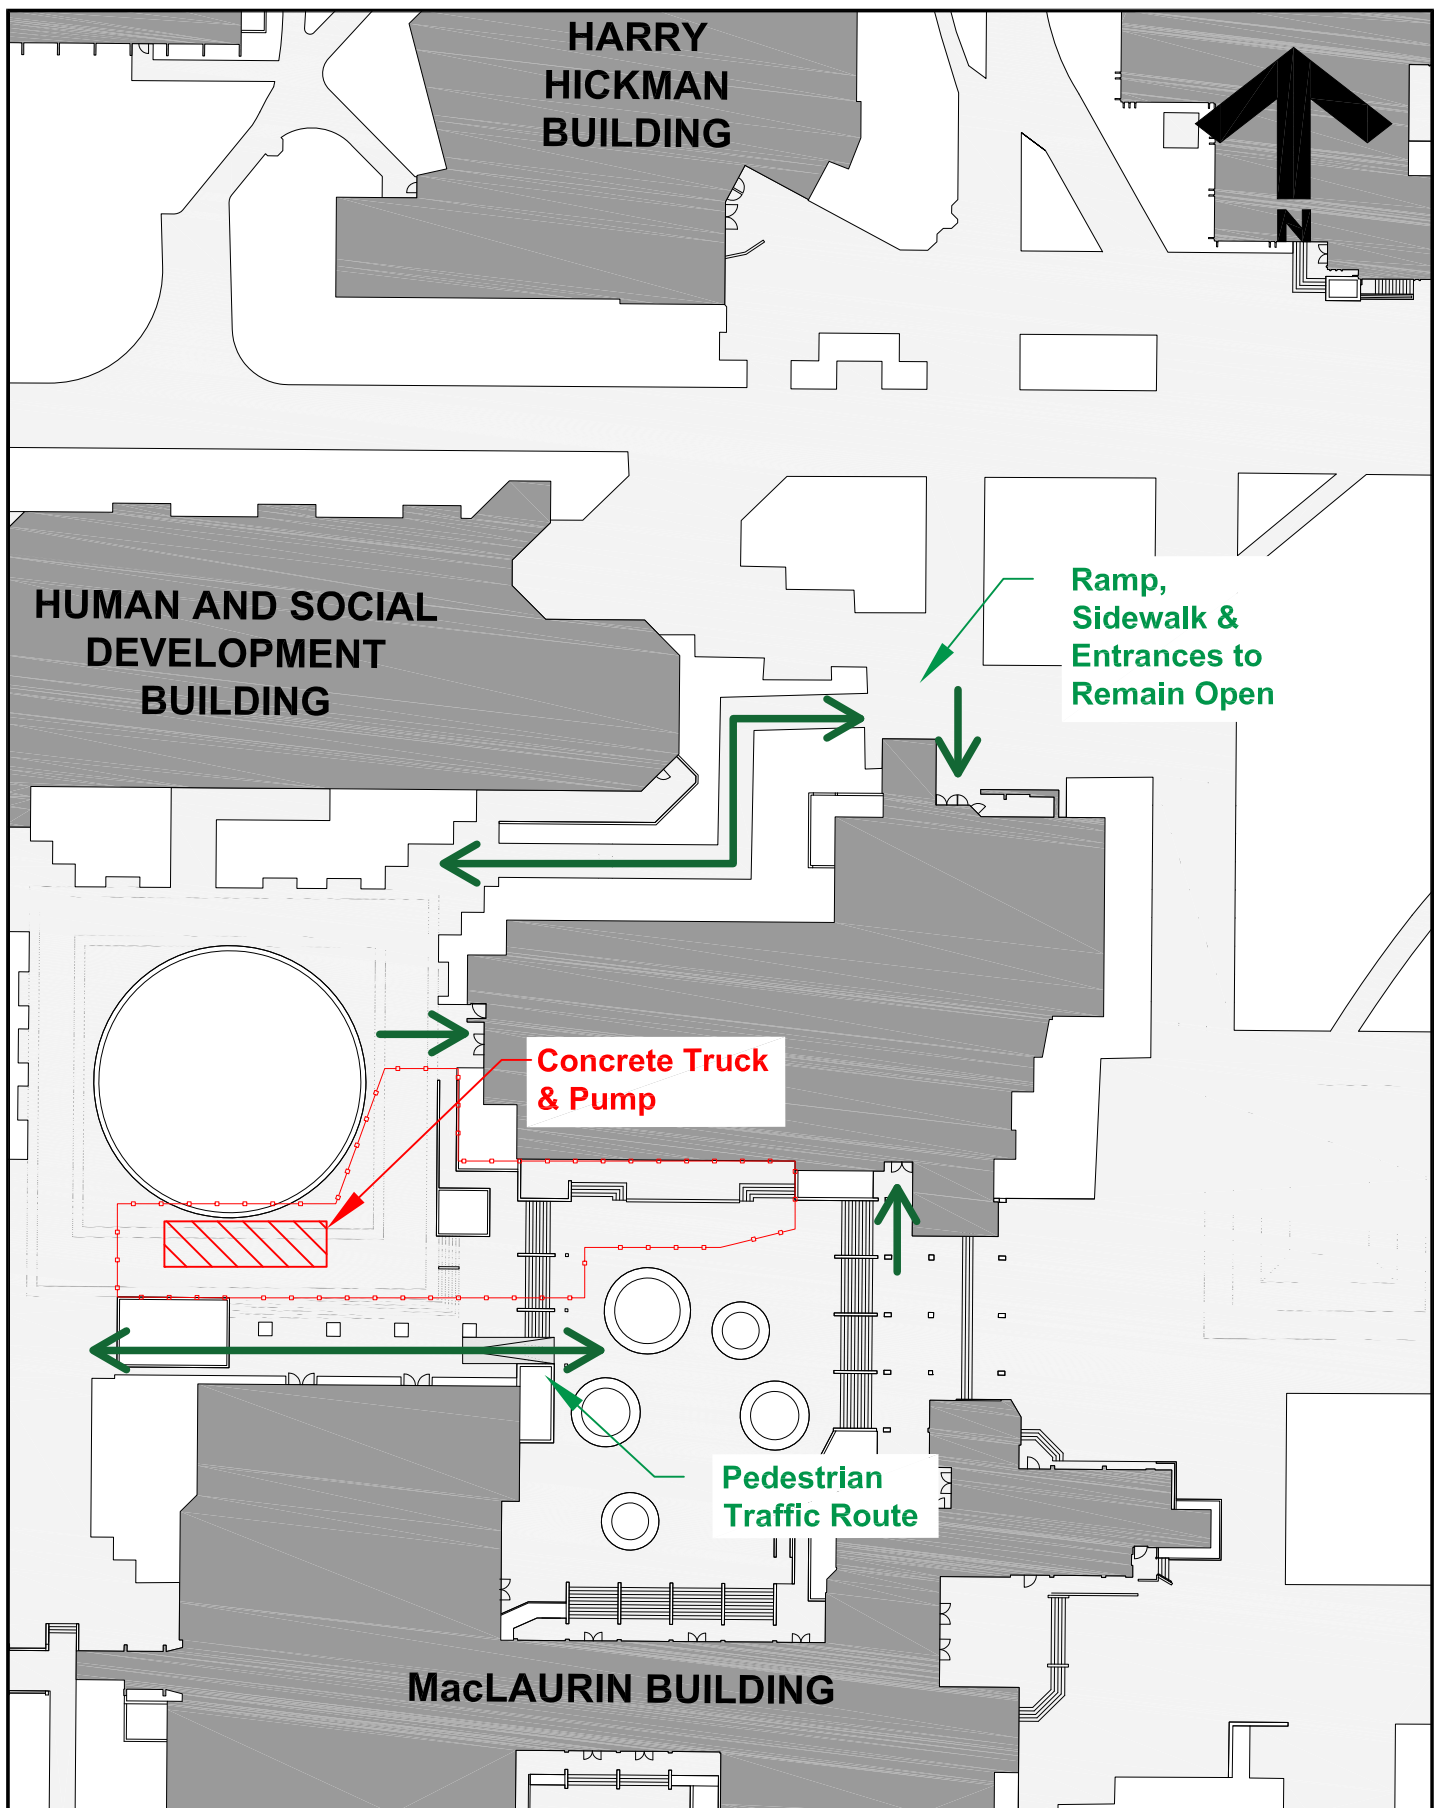 HARRY
HICKMAN
BUILDING
N
HUMAN AND SOCIAL
DEVELOPMENT
BUILDING
Ramp,
Sidewalk &
Entrances to
Remain Open
Concrete Truck
& Pump
Pedestrian
Traffic Route
MacLAURIN BUILDING